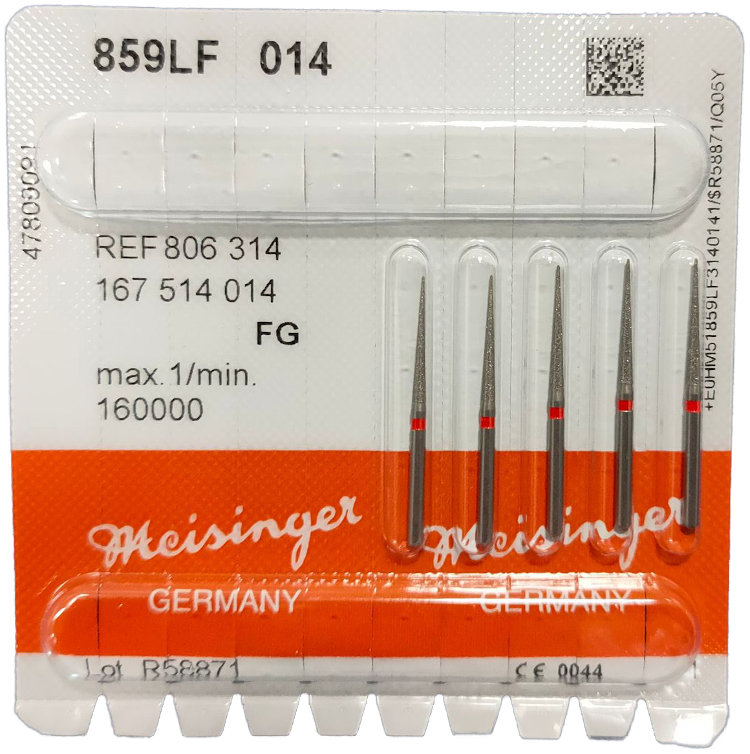 859LF 014
REF 806 314
167 514 014
FG
max. 1/min.
160000
Meisinger Meisinger
GERMANY GERMANY
Lot R58871
CE 0044
1
+EUHM51859LF3140141/$R58871/Q05Y